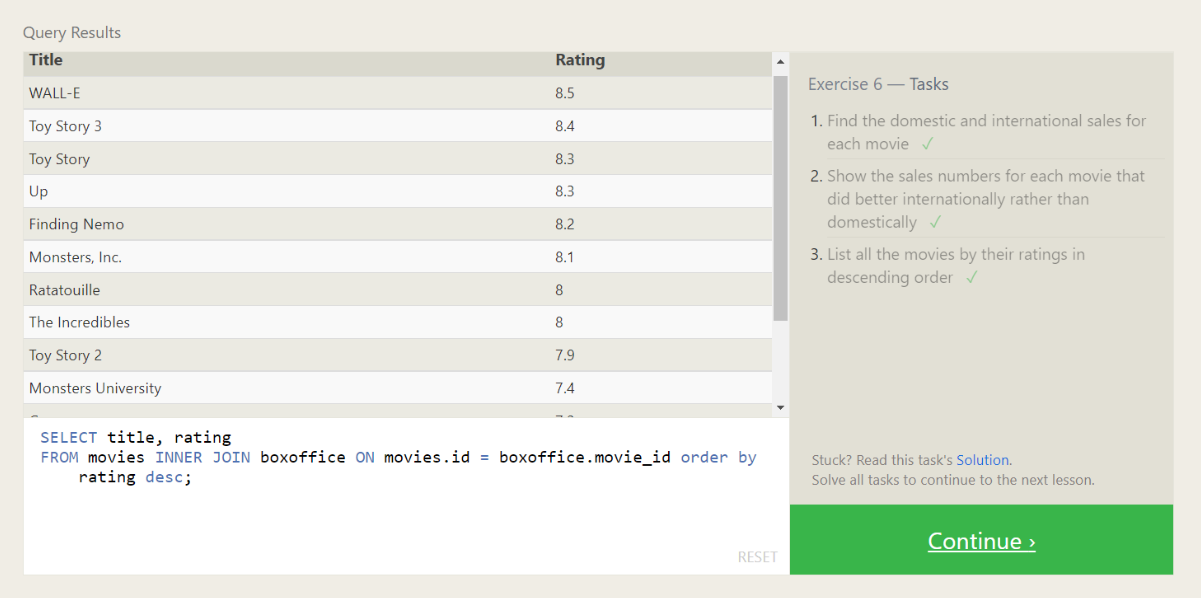 Query Results
Title Rating
WALL-E 8.5
Toy Story 3 8.4
Toy Story 8.3
Up 8.3
Finding Nemo 8.2
Monsters, Inc. 8.1
Ratatouille 8
The Incredibles 8
Toy Story 2 7.9
Monsters University 7.4
SELECT title, rating
FROM movies INNER JOIN boxoffice ON movies.id = boxoffice.movie_id order by
rating desc;
RESET
Exercise 6 — Tasks
1. Find the domestic and international sales for
each movie ✓
2. Show the sales numbers for each movie that
did better internationally rather than
domestically ✓
3. List all the movies by their ratings in
descending order ✓
Stuck? Read this task's Solution.
Solve all tasks to continue to the next lesson.
Continue ›